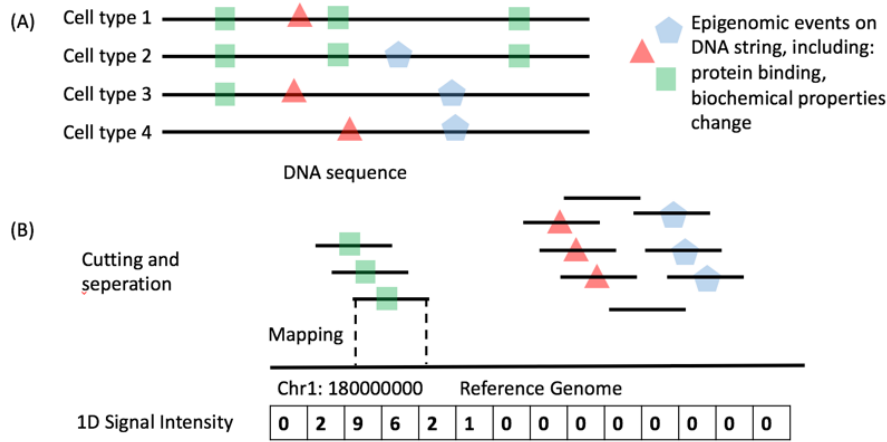 (A)
Cell type 1
Cell type 2
Cell type 3
Cell type 4
Epigenomic events on
DNA string, including:
protein binding,
biochemical properties
change
DNA sequence
(B)
Cutting and
seperation
Mapping
Chr1: 180000000 Reference Genome
1D Signal Intensity 0 2 9 6 2 1 0 0 0 0 0 0 0 0